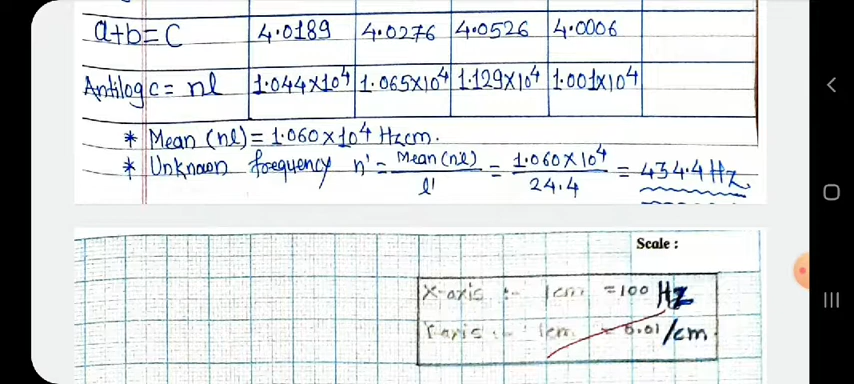 a+b=C 4.0189 4.0276 4.0526 4.0006
Antilog c = nl 1.044×10⁴ 1.065×10⁴ 1.129×10⁴ 1.001×10⁴
* Mean (nl) = 1.060×10⁴ Hzcm.
* Unknown frequency n' = Mean(nl) / l' = 1.060×10⁴ / 24.4 = 434.4 Hz
Scale :
X-axis :- 1cm = 100 Hz
Y-axis :- 1cm = 0.01/cm.